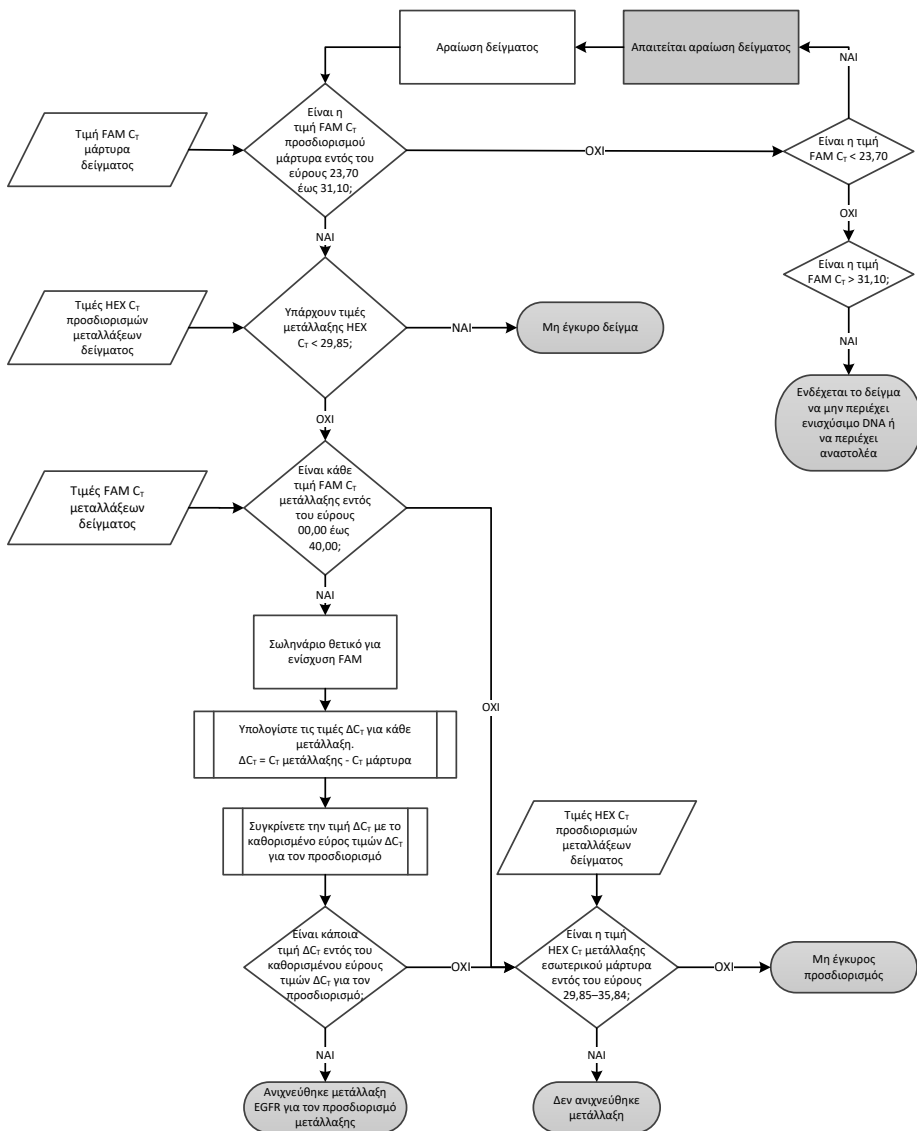 Αραίωση δείγματος
Απαιτείται αραίωση δείγματος
ΝΑΙ
Τιμή FAM CT
μάρτυρα
δείγματος
Είναι η
τιμή FAM CT
προσδιορισμού
μάρτυρα εντός του
εύρους 23,70
έως 31,10;
ΟΧΙ
Είναι η τιμή
FAM CT < 23,70
ΝΑΙ
ΟΧΙ
Τιμές HEX CT
προσδιορισμών
μεταλλάξεων
δείγματος
Υπάρχουν τιμές
μετάλλαξης HEX
CT < 29,85;
ΝΑΙ
Μη έγκυρο δείγμα
Είναι η τιμή
FAM CT > 31,10;
ΝΑΙ
Ενδέχεται το δείγμα
να μην περιέχει
ενισχύσιμο DNA ή
να περιέχει
αναστολέα
ΟΧΙ
Τιμές FAM CT
μεταλλάξεων
δείγματος
Είναι κάθε
τιμή FAM CT
μετάλλαξης εντός
του εύρους
00,00 έως
40,00;
ΝΑΙ
Σωληνάριο θετικό για
ενίσχυση FAM
ΟΧΙ
Υπολογίστε τις τιμές ΔCT για κάθε
μετάλλαξη.
ΔCT = CT μετάλλαξης - CT μάρτυρα
Συγκρίνετε την τιμή ΔCT με το
καθορισμένο εύρος τιμών ΔCT
για τον προσδιορισμό
Τιμές HEX CT
προσδιορισμών
μεταλλάξεων
δείγματος
Είναι κάποια
τιμή ΔCT εντός του
καθορισμένου εύρους
τιμών ΔCT για τον
προσδιορισμό;
ΟΧΙ
Είναι η τιμή
HEX CT μετάλλαξης
εσωτερικού μάρτυρα
εντός του εύρους
29,85–35,84;
ΟΧΙ
Μη έγκυρος
προσδιορισμός
ΝΑΙ
ΝΑΙ
Ανιχνεύθηκε μετάλλαξη
EGFR για τον προσδιορισμό
μετάλλαξης
Δεν ανιχνεύθηκε
μετάλλαξη